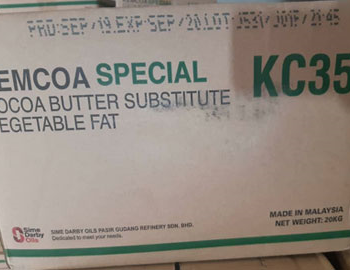 PRO:SEP/19.EXP SEP/20.LOT
EMCOA SPECIAL KC35
OCOA BUTTER SUBSTITUTE
EGETABLE FAT
Sime
Darby
Oils
SIME DARBY OILS PASIR GUDANG REFINERY SDN. BHD.
Dedicated to meet your needs.
MADE IN MALAYSIA
NET WEIGHT: 20KG